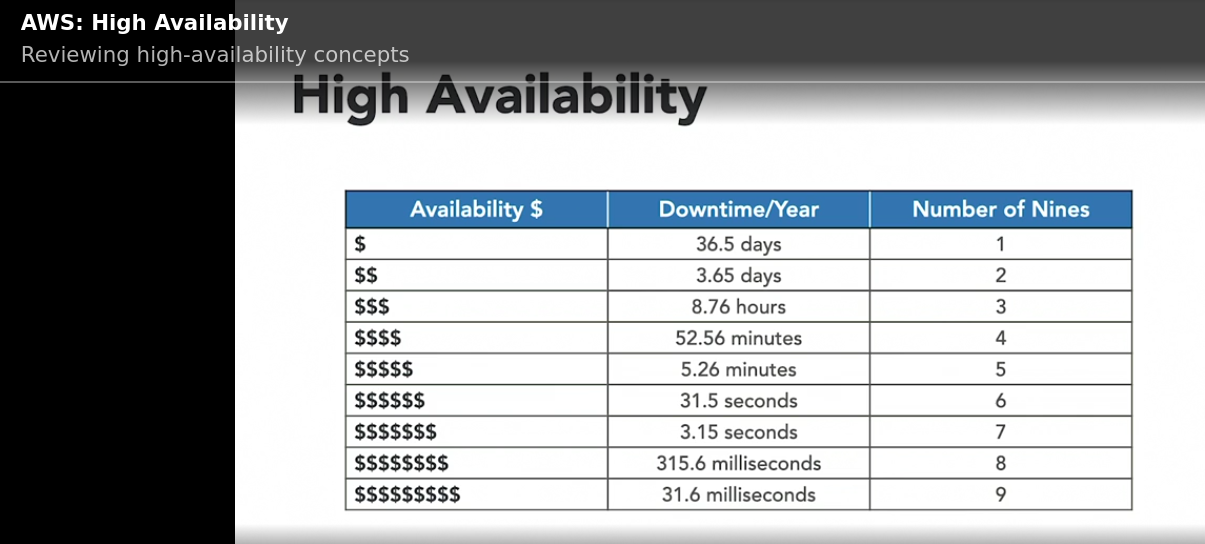 AWS: High Availability
Reviewing high-availability concepts
High Availability
Availability $ Downtime/Year Number of Nines
$ 36.5 days 1
$$ 3.65 days 2
$$$ 8.76 hours 3
$$$$ 52.56 minutes 4
$$$$$ 5.26 minutes 5
$$$$$$ 31.5 seconds 6
$$$$$$$ 3.15 seconds 7
$$$$$$$$ 315.6 milliseconds 8
$$$$$$$$$ 31.6 milliseconds 9